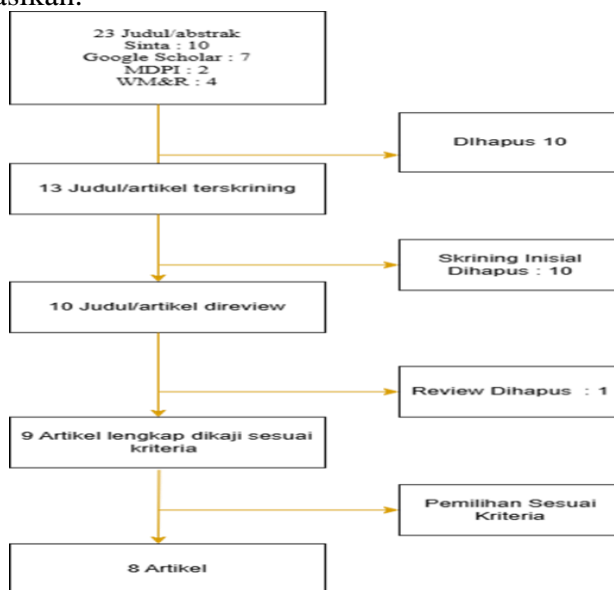 asikan.
23 Judul/abstrak
Sinta : 10
Google Scholar : 7
MDPI : 2
WM&R : 4
DIhapus 10
13 Judul/artikel terskrining
Skrining Inisial
Dihapus : 10
10 Judul/artikel direview
Review Dihapus : 1
9 Artikel lengkap dikaji sesuai
kriteria
Pemilihan Sesuai
Kriteria
8 Artikel